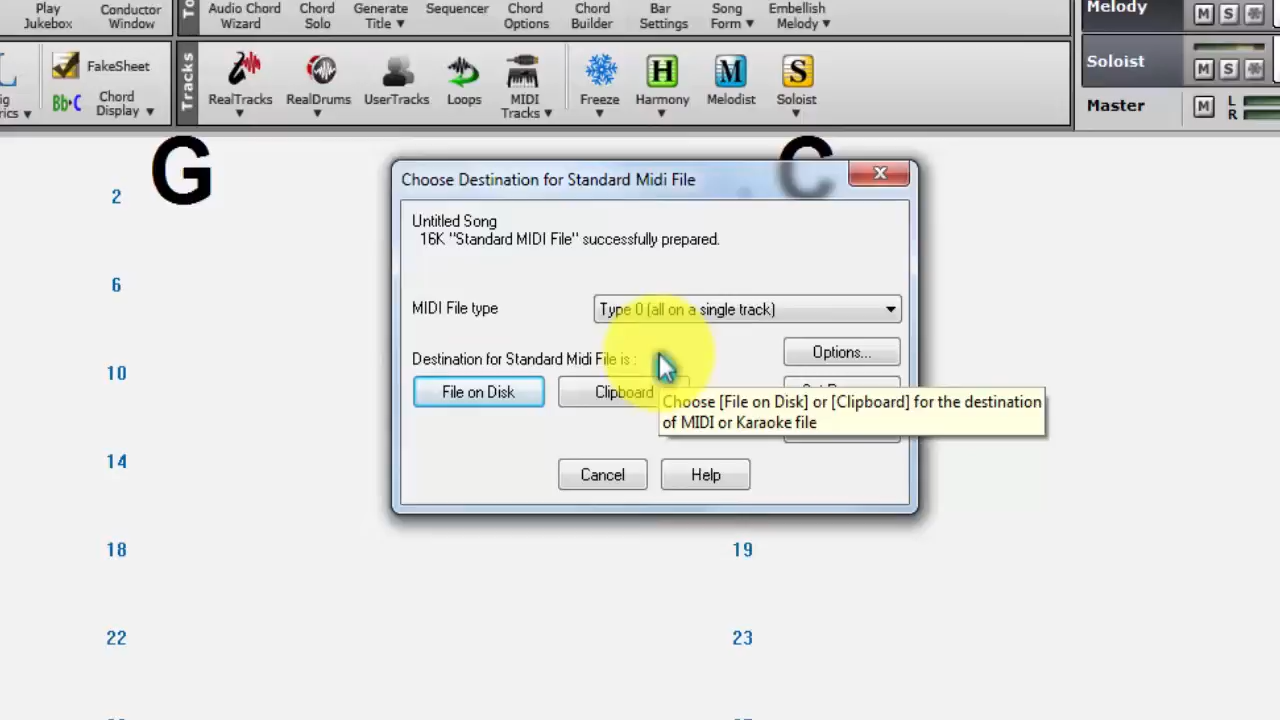 Play Jukebox
Conductor Window
To
Audio Chord Wizard
Chord Solo
Generate Title ▼
Sequencer
Chord Options
Chord Builder
Bar Settings
Song Form ▼
Embellish Melody ▼
Melody
M S
FakeSheet
Bb•C Chord Display ▼
Tracks
RealTracks
RealDrums
UserTracks
Loops
MIDI Tracks ▼
Freeze
H Harmony
M Melodist
S Soloist
Soloist
M S
Master
M L R
G
C
2
6
10
14
18
19
22
23
Choose Destination for Standard Midi File
Untitled Song
16K "Standard MIDI File" successfully prepared.
MIDI File type
Type 0 (all on a single track)
Destination for Standard Midi File is :
Options...
File on Disk
Clipboard
Choose [File on Disk] or [Clipboard] for the destination
of MIDI or Karaoke file
Cancel
Help